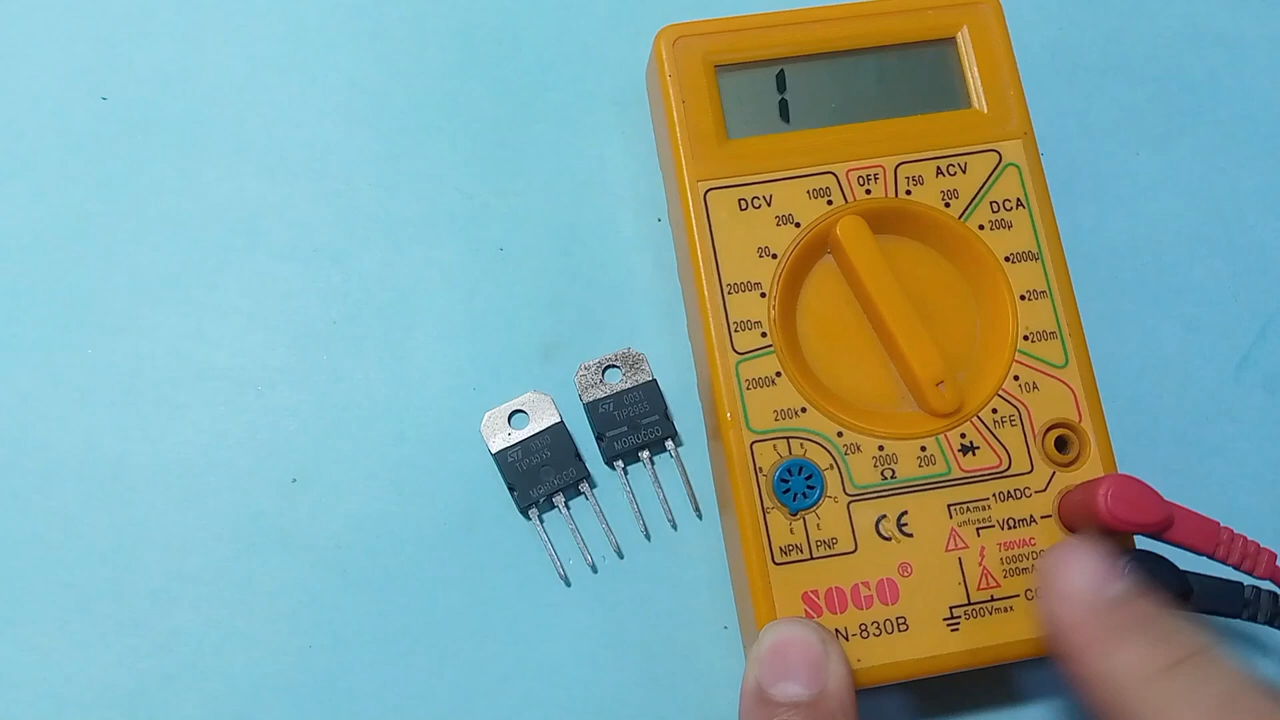 1
OFF
750
ACV
200
DCV
1000
200
20
2000m
200m
DCA
200µ
2000µ
20m
200m
10A
2000k
200k
20k
2000
200
Ω
hFE
E
E
B
B
C
C
E
E
NPN
PNP
CE
10Amax
unfused
10ADC
VΩmA
750VAC
1000VDC
200mA
500Vmax
SOGO®
N-830B
ST 0350
TIP3055
MOROCCO
ST 0031
TIP2955
MOROCCO